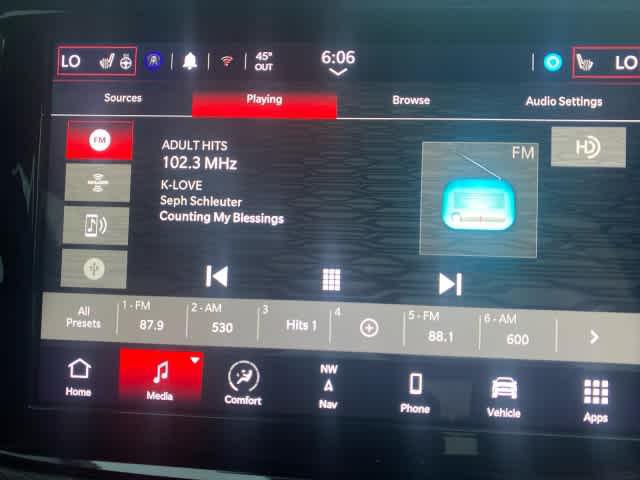 LO
45°
OUT
6:06
LO
Sources
Playing
Browse
Audio Settings
FM
ADULT HITS
102.3 MHz
K-LOVE
Seph Schleuter
Counting My Blessings
FM
HD
All
Presets
1 - FM
87.9
2 - AM
530
3
Hits 1
4
5 - FM
88.1
6 - AM
600
Home
Media
Comfort
NW
Nav
Phone
Vehicle
Apps